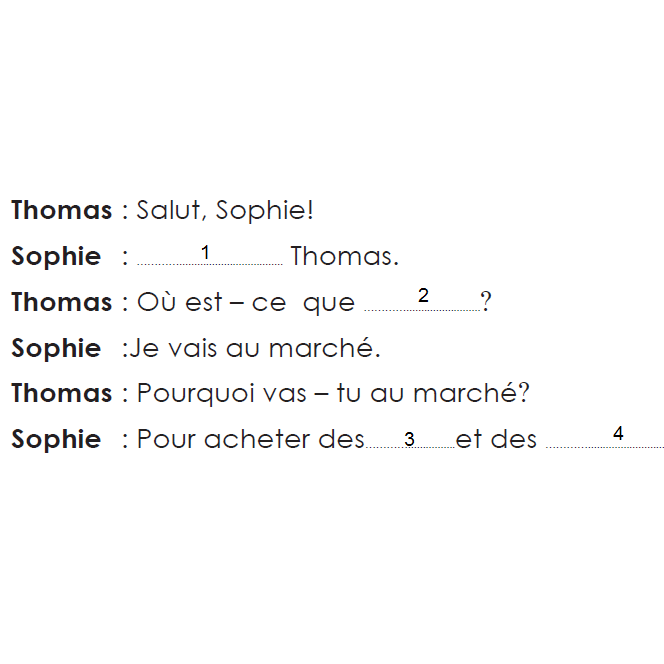 Thomas : Salut, Sophie!
Sophie : ..........1.......... Thomas.
Thomas : Où est – ce que ..........2..........?
Sophie :Je vais au marché.
Thomas : Pourquoi vas – tu au marché?
Sophie : Pour acheter des..........3..........et des ..........4..........